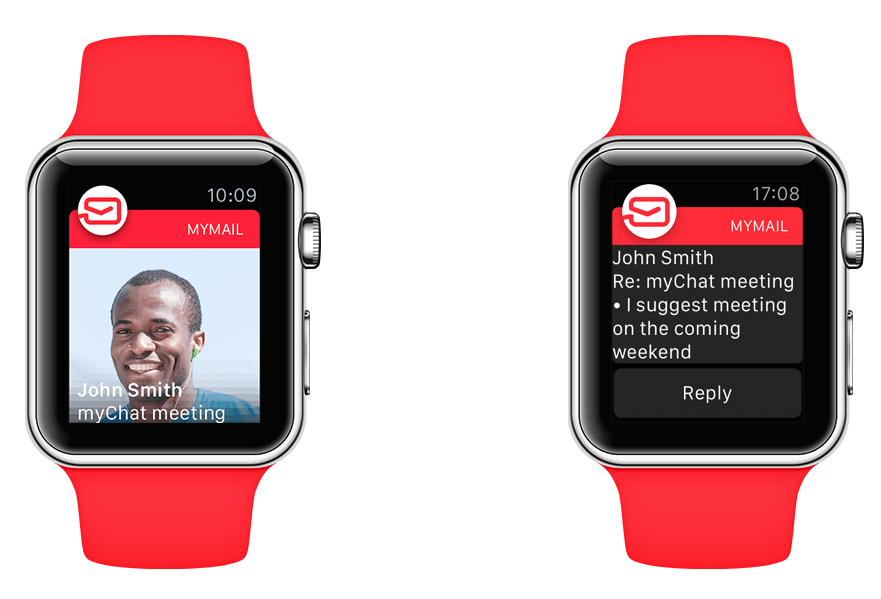 10:09
MYMAIL
John Smith
myChat meeting
17:08
MYMAIL
John Smith
Re: myChat meeting
• I suggest meeting
on the coming
weekend
Reply